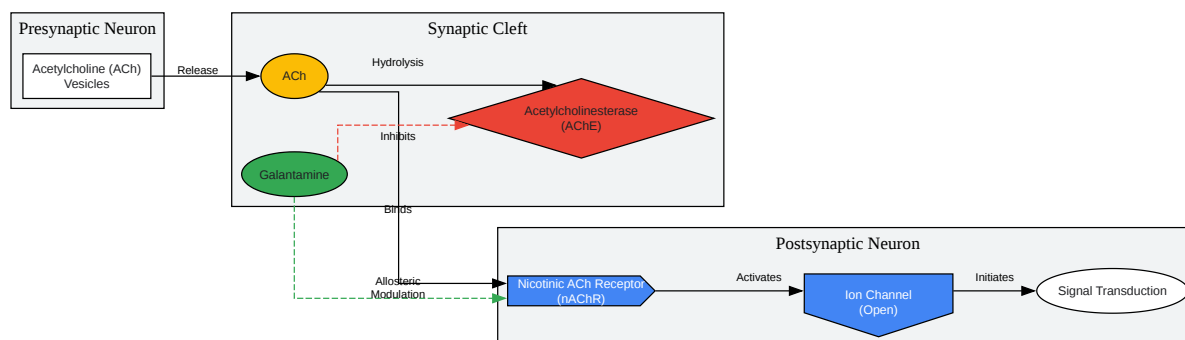 Presynaptic Neuron
Acetylcholine (ACh)
Vesicles
Release
Synaptic Cleft
ACh
Hydrolysis
Acetylcholinesterase
(AChE)
Inhibits
Galantamine
Binds
Allosteric
Modulation
Postsynaptic Neuron
Nicotinic ACh Receptor
(nAChR)
Activates
Ion Channel
(Open)
Initiates
Signal Transduction